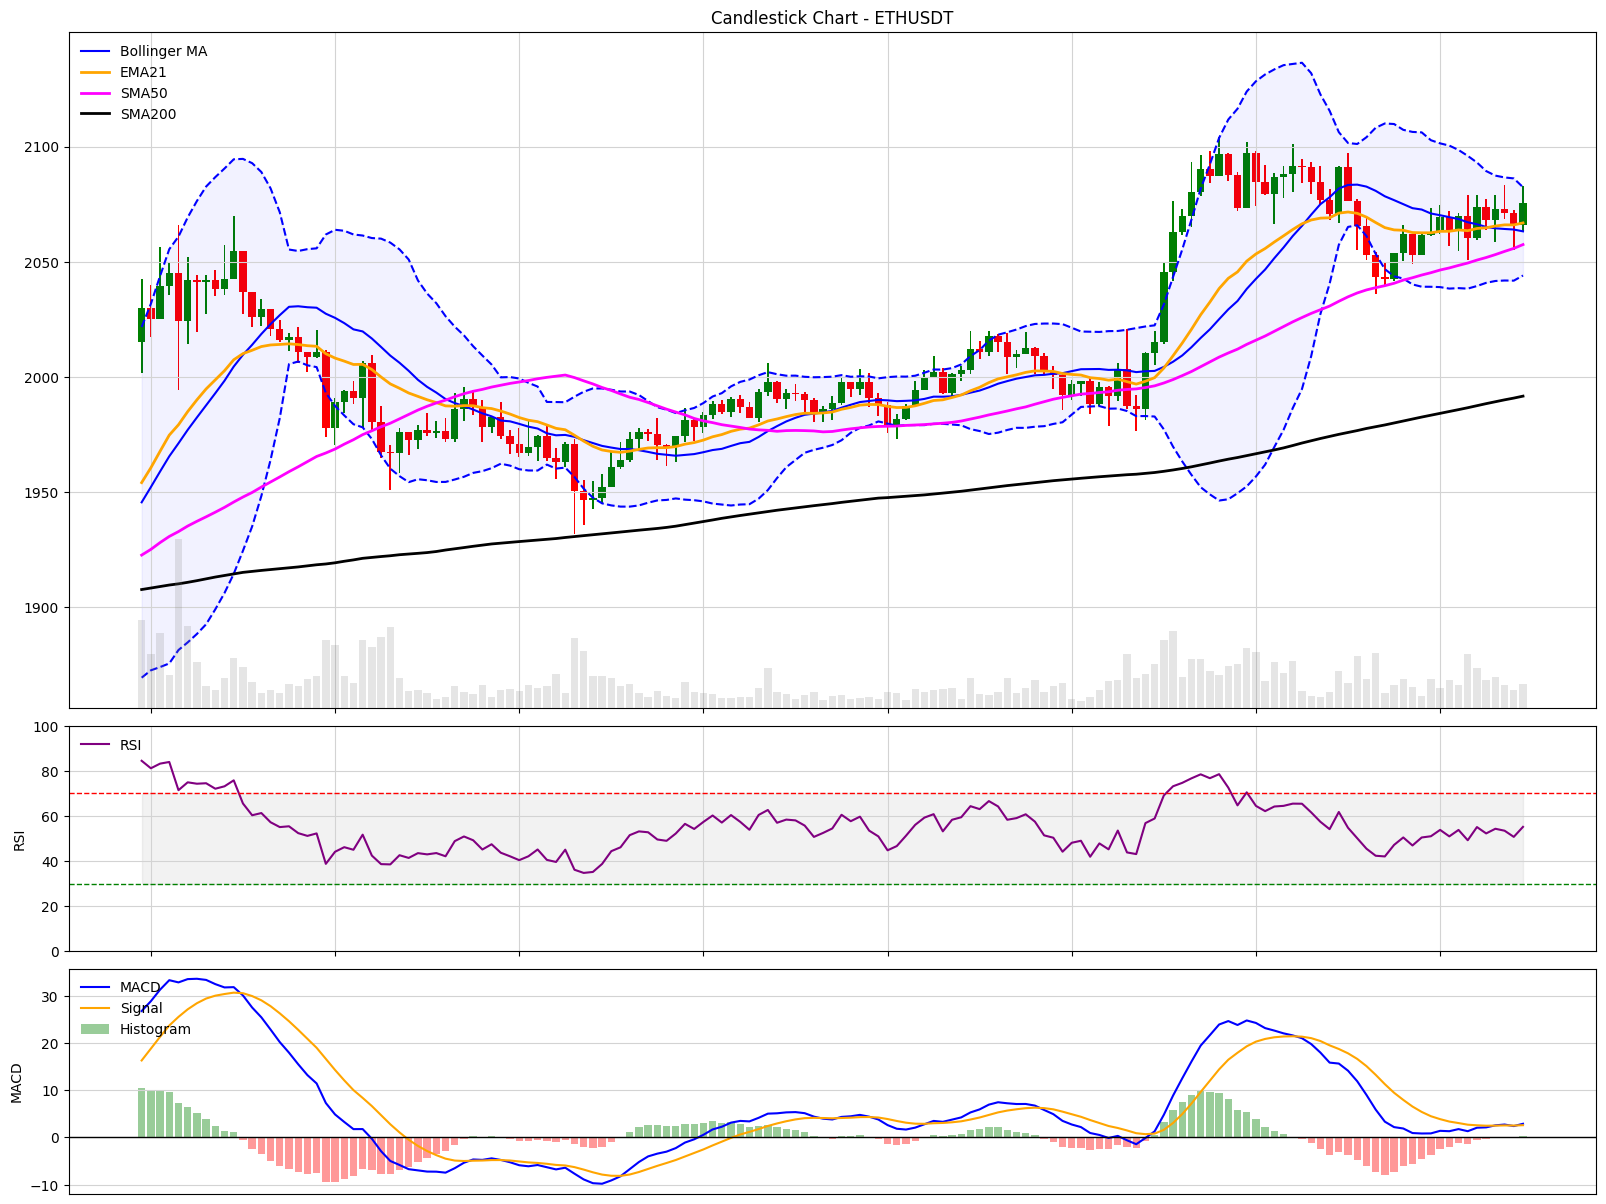 Candlestick Chart - ETHUSDT
Bollinger MA
EMA21
SMA50
SMA200
2100
2050
2000
1950
1900
RSI
100
80
60
40
20
0
RSI
MACD
Signal
Histogram
30
20
10
0
−10
MACD